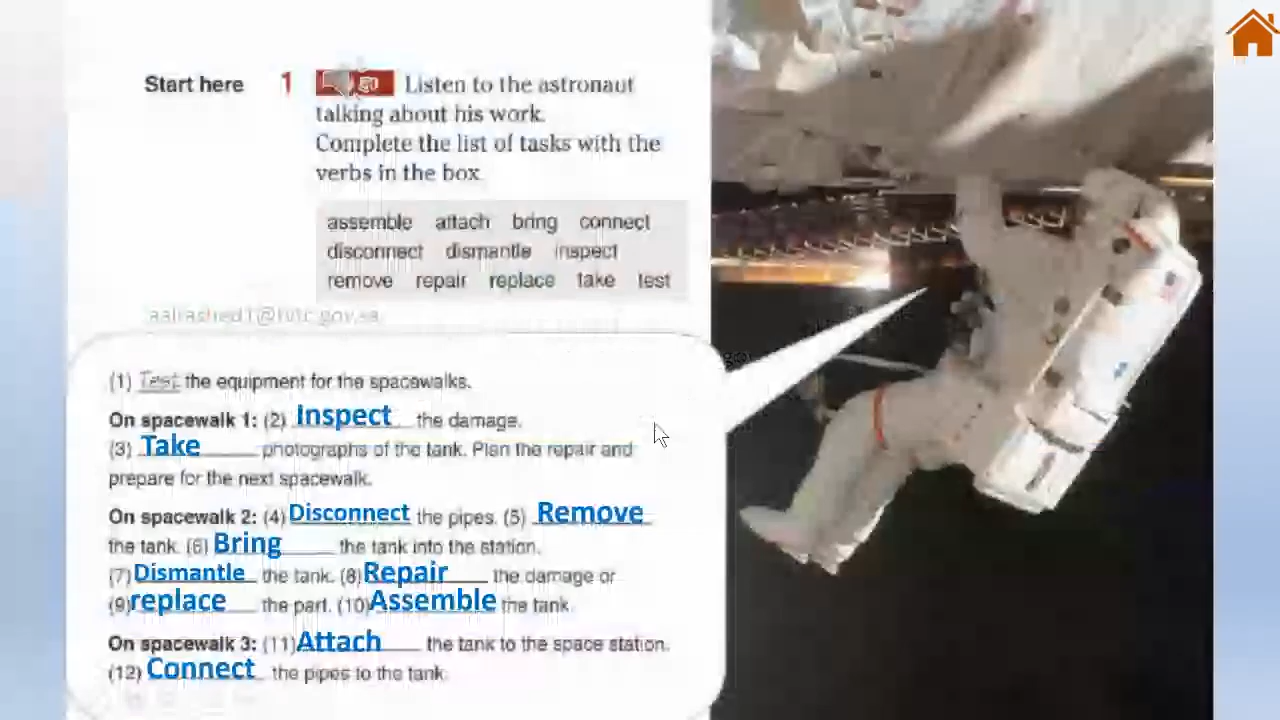 Start here 1 Listen to the astronaut
talking about his work.
Complete the list of tasks with the
verbs in the box.
assemble attach bring connect
disconnect dismantle inspect
remove repair replace take test
(1) Test the equipment for the spacewalks.
On spacewalk 1: (2) Inspect the damage.
(3) Take photographs of the tank. Plan the repair and
prepare for the next spacewalk.
On spacewalk 2: (4) Disconnect the pipes. (5) Remove
the tank. (6) Bring the tank into the station.
(7) Dismantle the tank. (8) Repair the damage or
(9) replace the part. (10) Assemble the tank.
On spacewalk 3: (11) Attach the tank to the space station.
(12) Connect the pipes to the tank.